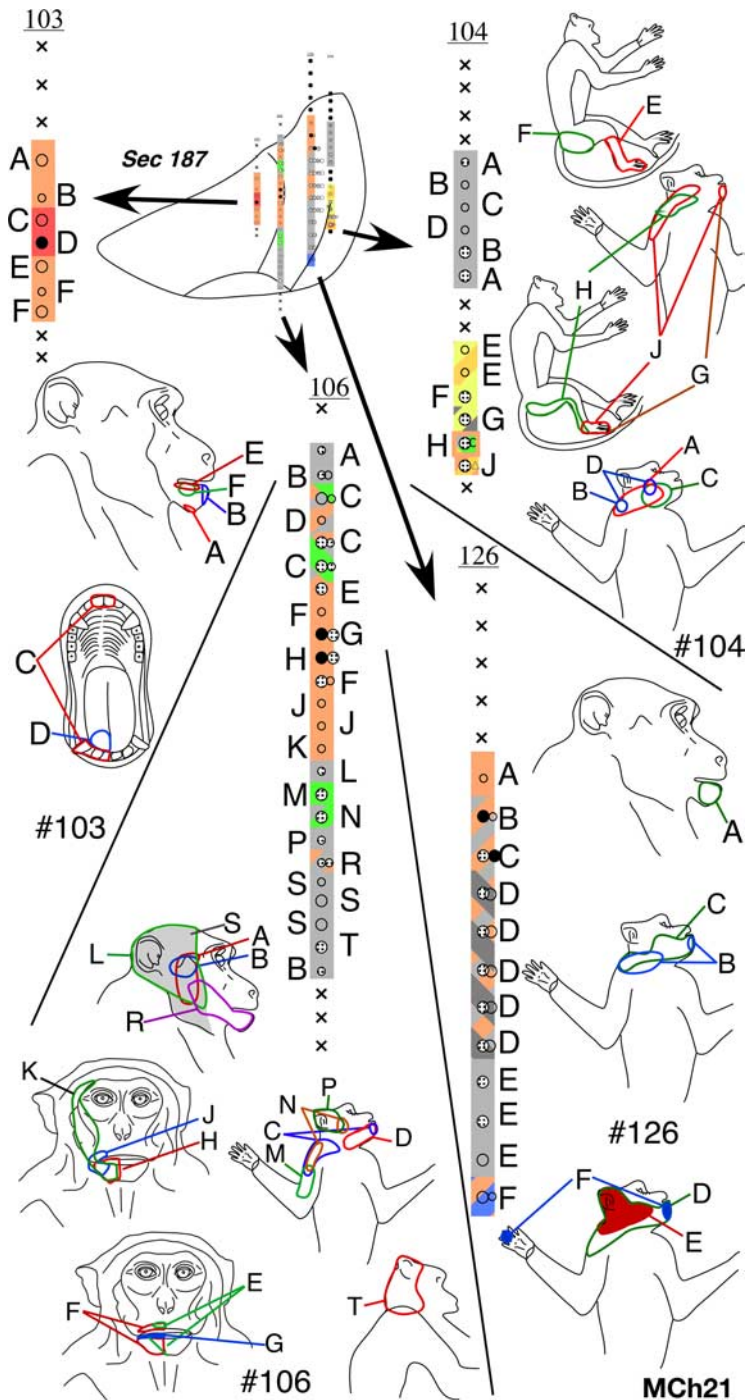 103
104
Sec 187
× × ×
A
B
C
D
E
F
F
× ×
× × × × ×
A
B
C
D
B
A
× ×
E
E
F
G
H
J
×
E
F
H
J
G
D
A
B
C
#104
E
F
B
A
C
D
#103
106
×
A
B
C
D
C
C
E
F
G
H
F
J
J
K
L
M
N
P
R
S
S
S
T
B
× × ×
S
L
A
B
R
K
J
H
P
N
C
D
M
F
E
G
T
#106
126
× × × × ×
A
B
C
D
D
D
D
D
E
E
E
F
A
C
B
#126
F
D
E
MCh21